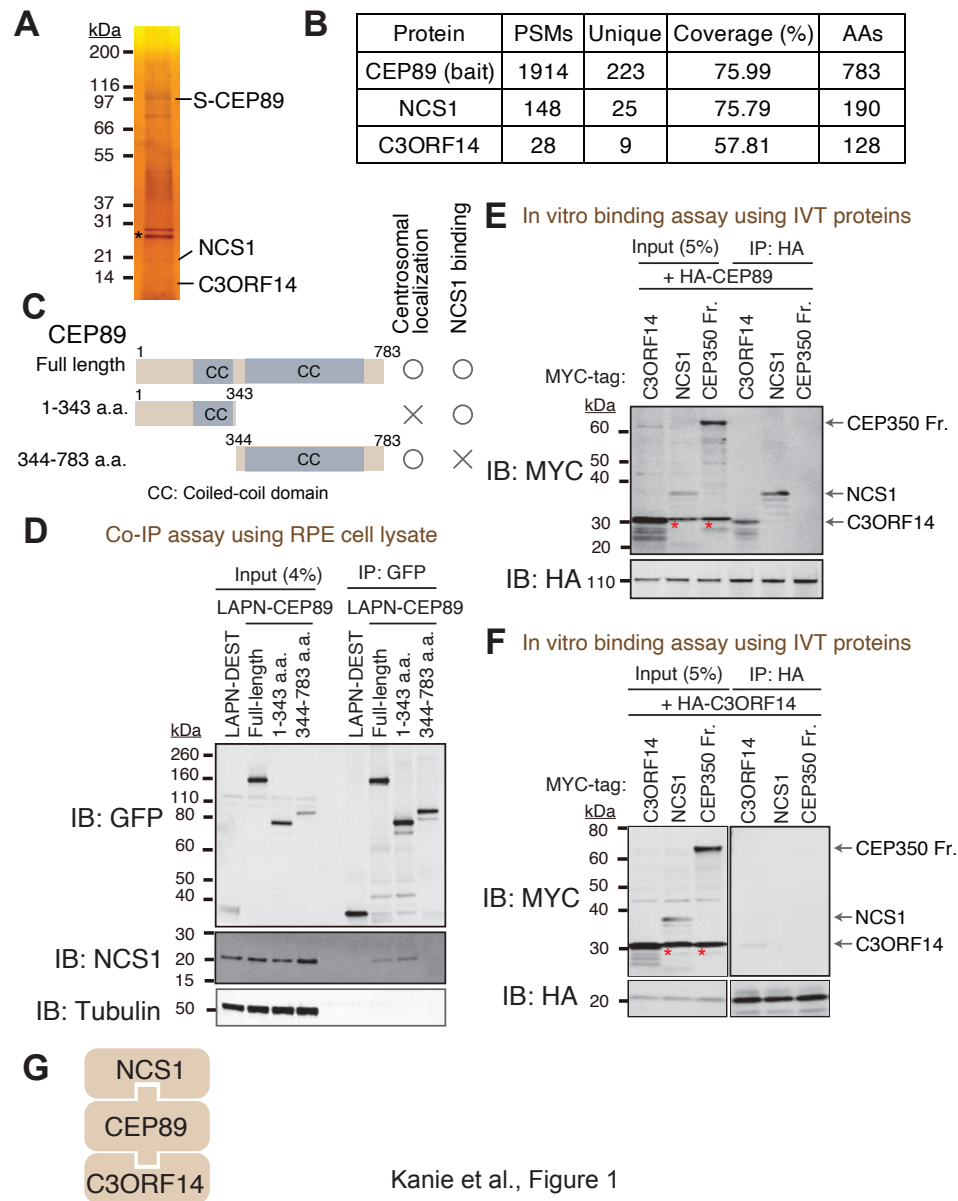 A
kDa
200
116
97
66
55
37
31
21
14
*
S-CEP89
NCS1
C3ORF14
B
Protein PSMs Unique Coverage (%) AAs
CEP89 (bait) 1914 223 75.99 783
NCS1 148 25 75.79 190
C3ORF14 28 9 57.81 128
C
CEP89
Centrosomal localization
NCS1 binding
Full length
1 783
CC CC
1-343 a.a.
1 343
CC
344-783 a.a.
344 783
CC
CC: Coiled-coil domain
D
Co-IP assay using RPE cell lysate
Input (4%) IP: GFP
LAPN-CEP89 LAPN-CEP89
LAPN-DEST Full-length 1-343 a.a. 344-783 a.a. LAPN-DEST Full-length 1-343 a.a. 344-783 a.a.
kDa
260
160
110
80
50
40
IB: GFP
30
20
15
IB: NCS1
50
IB: Tubulin
E
In vitro binding assay using IVT proteins
Input (5%) IP: HA
+ HA-CEP89
MYC-tag: C3ORF14 NCS1 CEP350 Fr. C3ORF14 NCS1 CEP350 Fr.
kDa
60
50
40
30
20
IB: MYC
* *
CEP350 Fr.
NCS1
C3ORF14
IB: HA 110
F
In vitro binding assay using IVT proteins
Input (5%) IP: HA
+ HA-C3ORF14
MYC-tag: C3ORF14 NCS1 CEP350 Fr. C3ORF14 NCS1 CEP350 Fr.
kDa
80
60
50
40
30
IB: MYC
* *
CEP350 Fr.
NCS1
C3ORF14
IB: HA 20
G
NCS1
CEP89
C3ORF14
Kanie et al., Figure 1